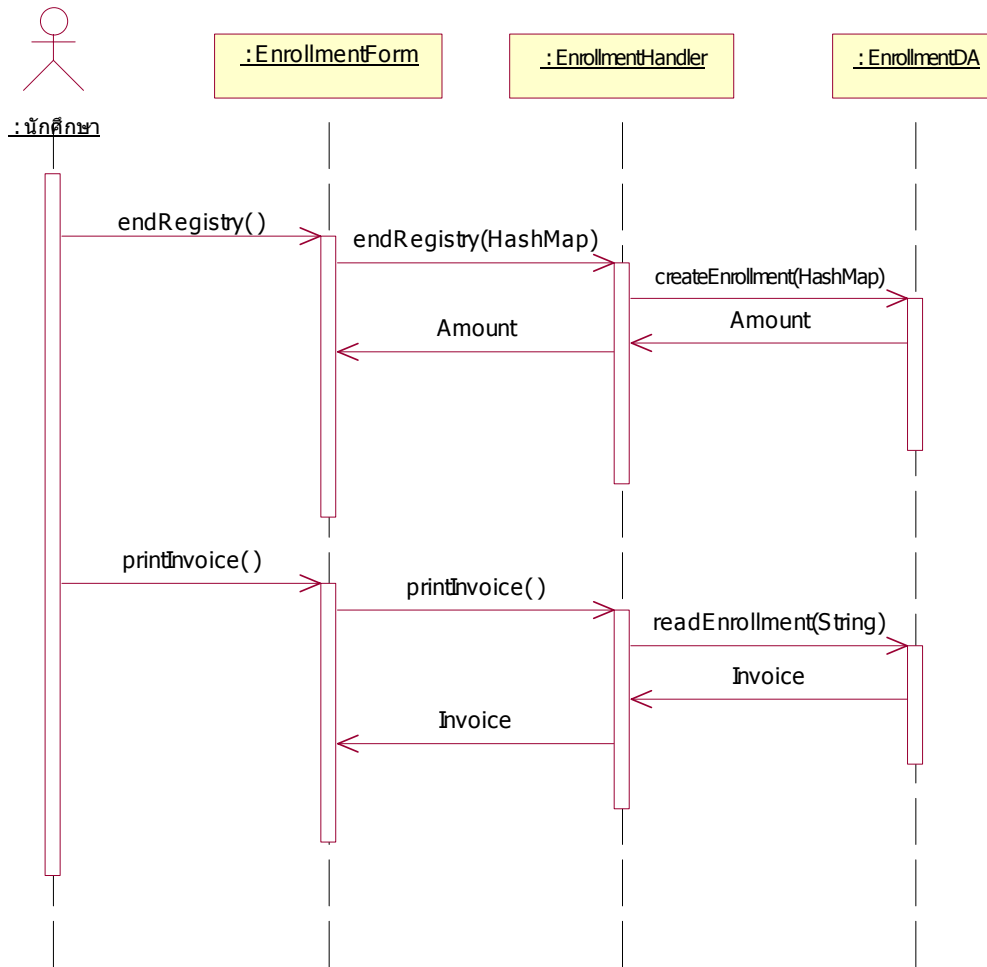 : EnrollmentForm
: EnrollmentHandler
: EnrollmentDA
: นักศึกษา
endRegistry( )
endRegistry(HashMap)
createEnrollment(HashMap)
Amount
Amount
printInvoice( )
printInvoice( )
readEnrollment(String)
Invoice
Invoice